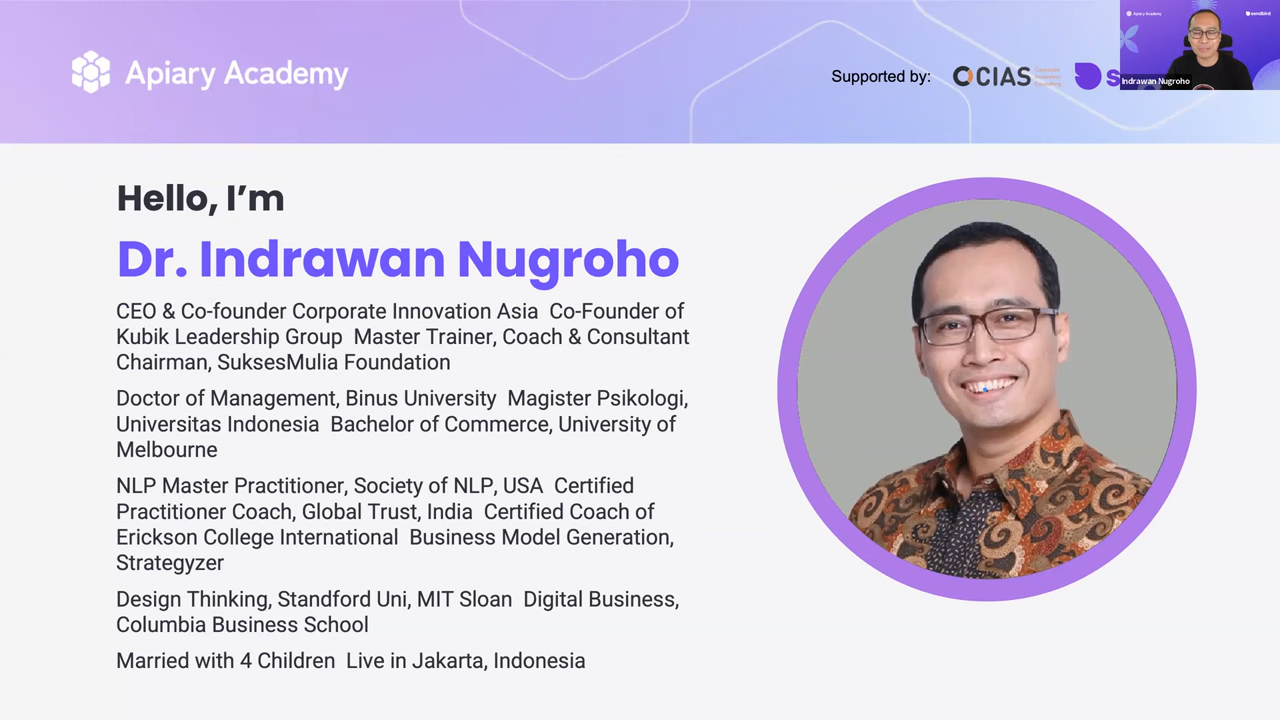 Apiary Academy
Supported by:
CIAS
Apiary Academy
sendbird
Indrawan Nugroho
Hello, I'm
Dr. Indrawan Nugroho
CEO & Co-founder Corporate Innovation Asia  Co-Founder of
Kubik Leadership Group  Master Trainer, Coach & Consultant
Chairman, SuksesMulia Foundation
Doctor of Management, Binus University  Magister Psikologi,
Universitas Indonesia  Bachelor of Commerce, University of
Melbourne
NLP Master Practitioner, Society of NLP, USA  Certified
Practitioner Coach, Global Trust, India  Certified Coach of
Erickson College International  Business Model Generation,
Strategyzer
Design Thinking, Standford Uni, MIT Sloan  Digital Business,
Columbia Business School
Married with 4 Children  Live in Jakarta, Indonesia